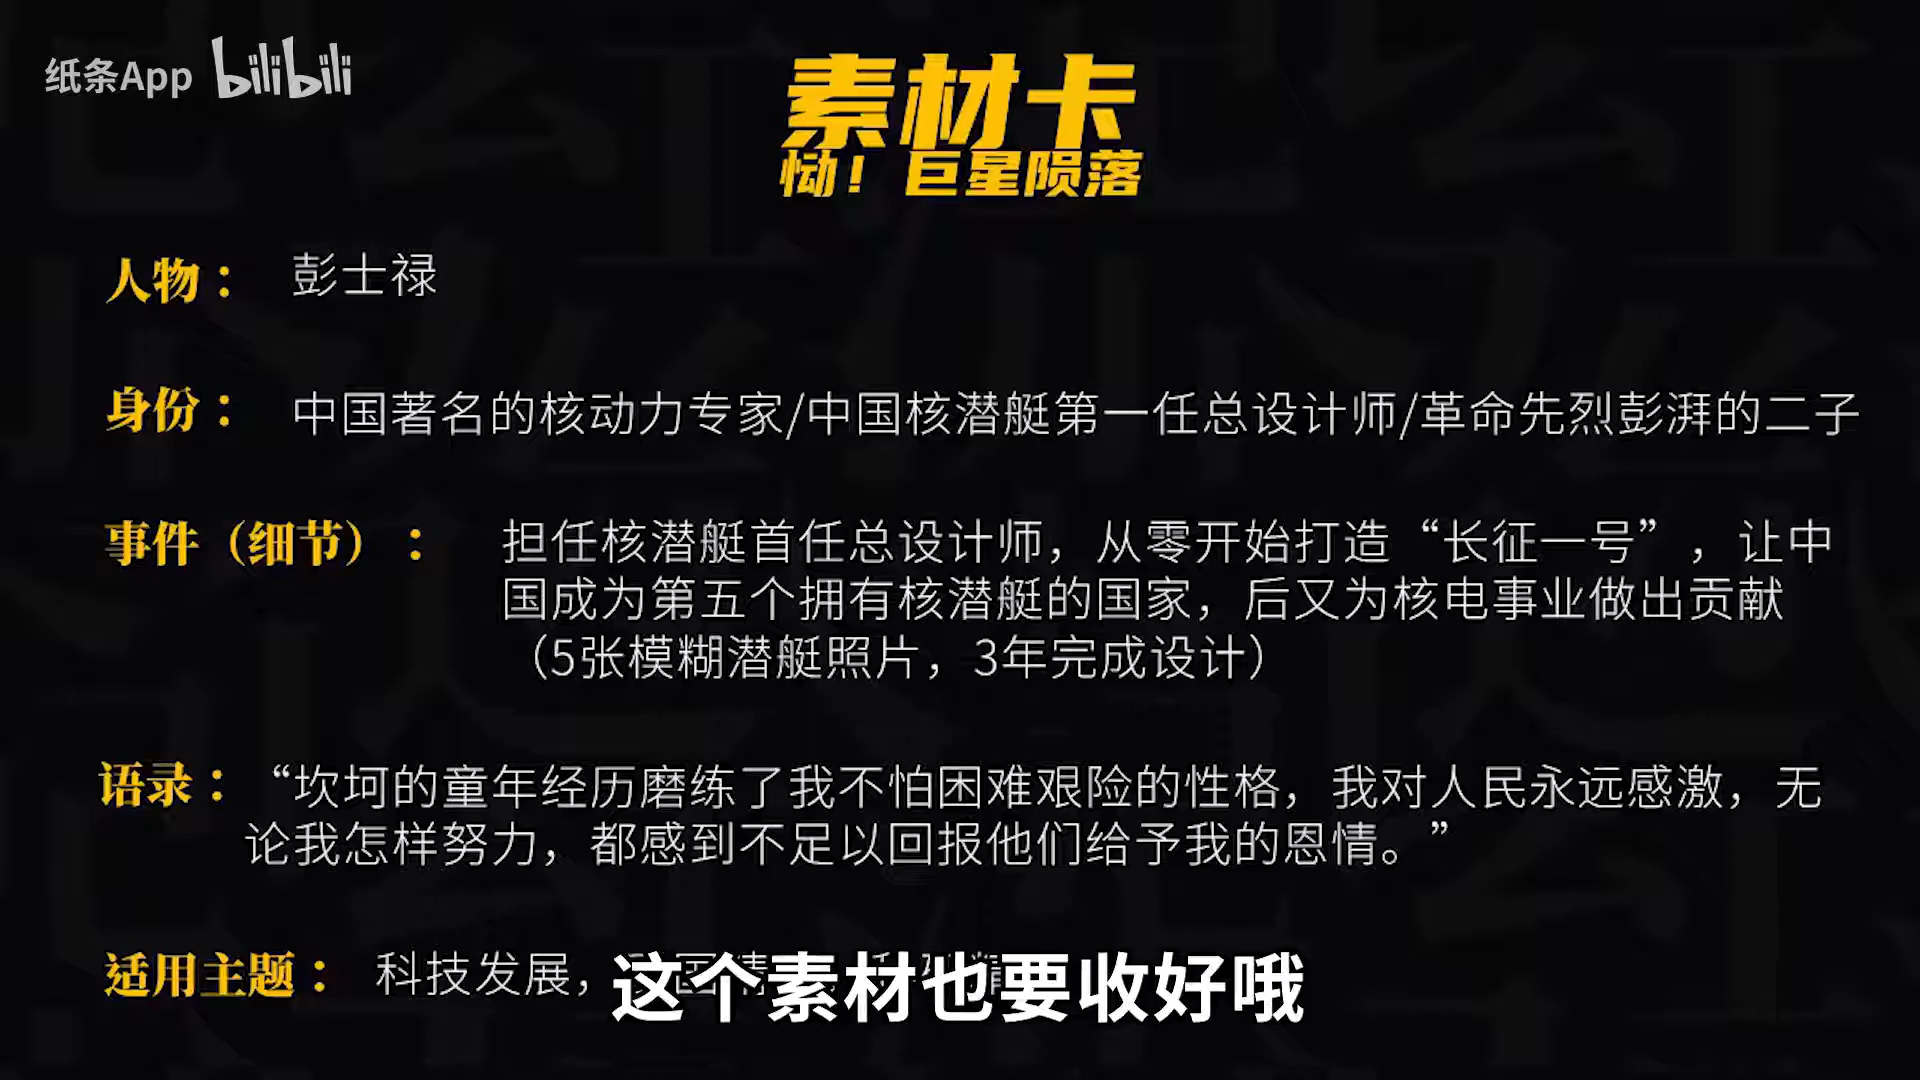 纸条App bilibili
素材卡
恸！巨星陨落
人物： 彭士禄
身份： 中国著名的核动力专家/中国核潜艇第一任总设计师/革命先烈彭湃的二子
事件（细节）： 担任核潜艇首任总设计师，从零开始打造“长征一号”，让中
国成为第五个拥有核潜艇的国家，后又为核电事业做出贡献
（5张模糊潜艇照片，3年完成设计）
语录： “坎坷的童年经历磨练了我不怕困难艰险的性格，我对人民永远感激，无
论我怎样努力，都感到不足以回报他们给予我的恩情。”
适用主题： 科技发展，
这个素材也要收好哦